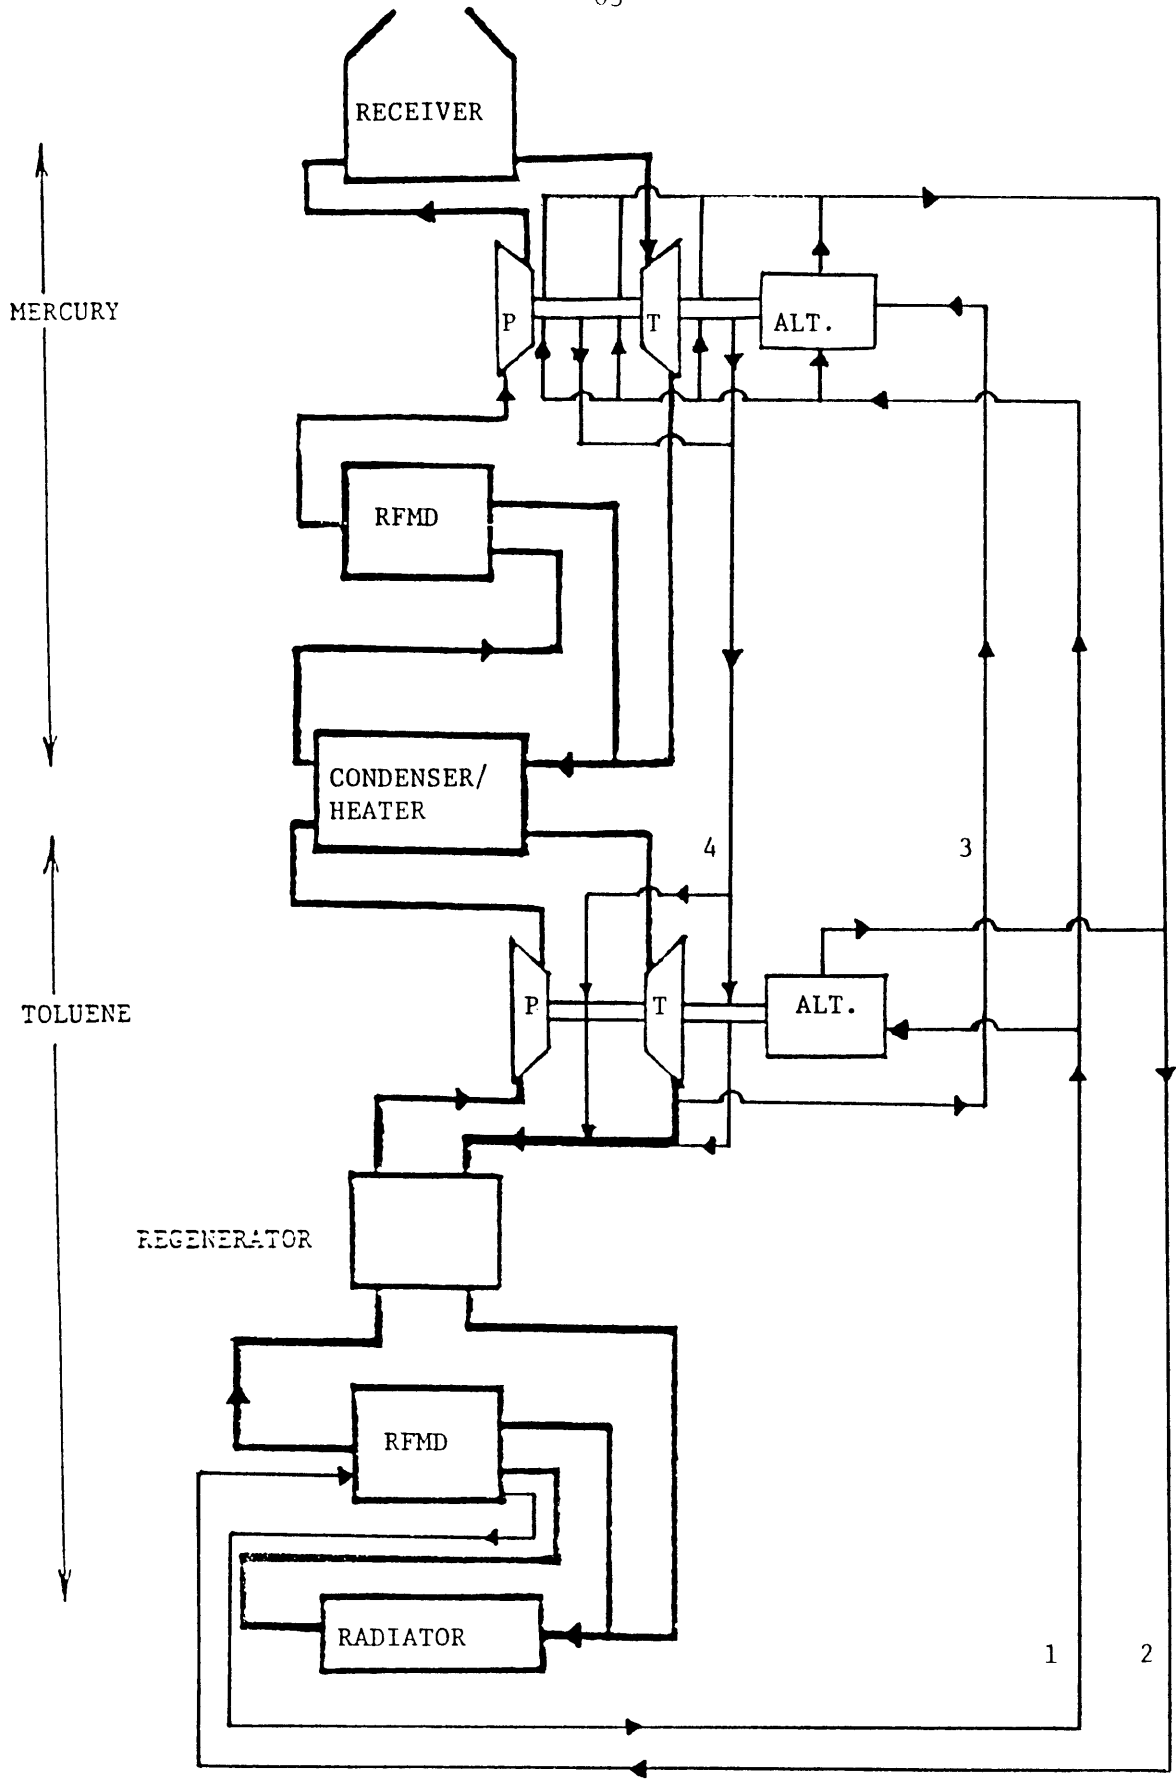 RECEIVER
MERCURY
P
T
ALT.
RFMD
CONDENSER/
HEATER
4
3
TOLUENE
P
T
ALT.
REGENERATOR
RFMD
RADIATOR
1
2